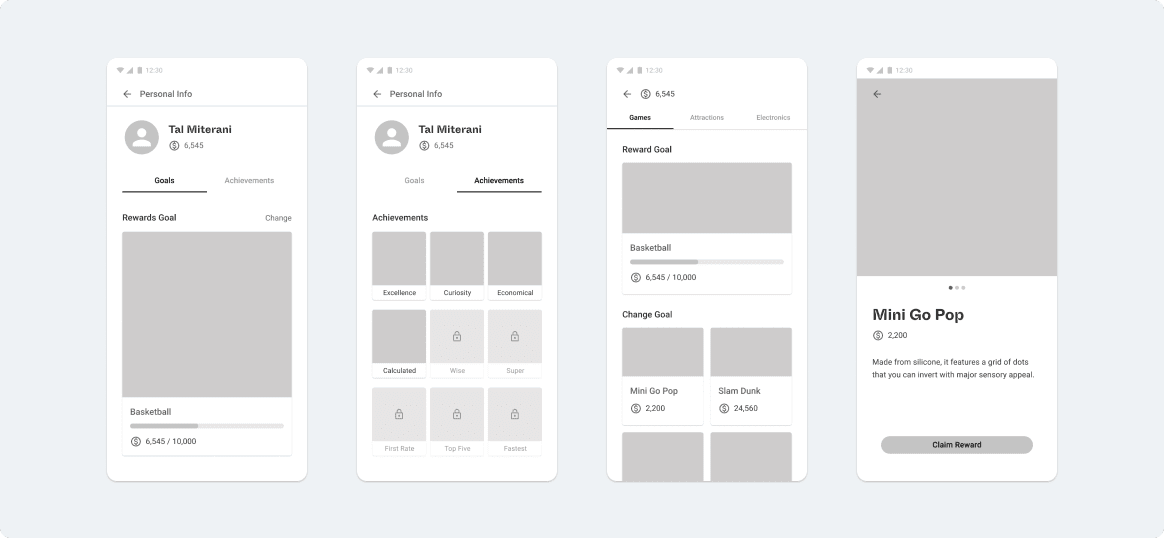 12:30
Personal Info
Tal Miterani
6,545
Goals Achievements
Rewards Goal Change
Basketball
6,545 / 10,000
12:30
Personal Info
Tal Miterani
6,545
Goals Achievements
Achievements
Excellence Curiosity Economical
Calculated Wise Super
First Rate Top Five Fastest
12:30
6,545
Games Attractions Electronics
Reward Goal
Basketball
6,545 / 10,000
Change Goal
Mini Go Pop Slam Dunk
2,200 24,560
12:30
Mini Go Pop
2,200
Made from silicone, it features a grid of dots
that you can invert with major sensory appeal.
Claim Reward